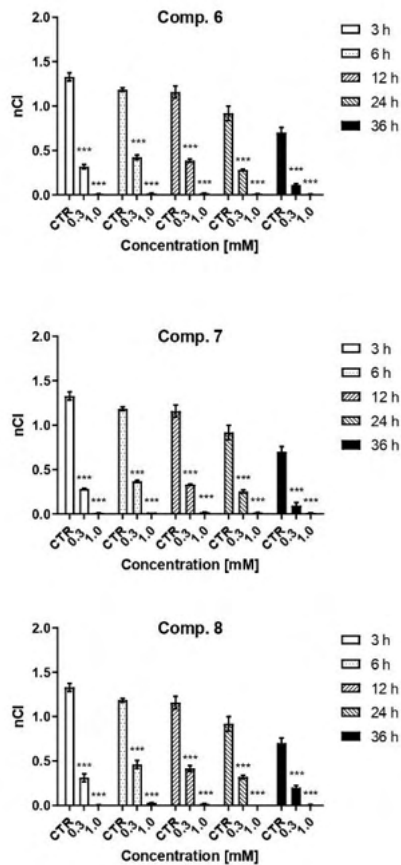 Comp. 6
2.0
1.5
1.0
0.5
0.0
nCI
*** *** *** *** *** *** *** *** *** ***
CTR 0.3 1.0 CTR 0.3 1.0 CTR 0.3 1.0 CTR 0.3 1.0 CTR 0.3 1.0
Concentration [mM]
3 h
6 h
12 h
24 h
36 h
Comp. 7
2.0
1.5
1.0
0.5
0.0
nCI
*** *** *** *** *** *** *** *** *** ***
CTR 0.3 1.0 CTR 0.3 1.0 CTR 0.3 1.0 CTR 0.3 1.0 CTR 0.3 1.0
Concentration [mM]
3 h
6 h
12 h
24 h
36 h
Comp. 8
2.0
1.5
1.0
0.5
0.0
nCI
*** *** *** *** *** *** *** *** *** ***
CTR 0.3 1.0 CTR 0.3 1.0 CTR 0.3 1.0 CTR 0.3 1.0 CTR 0.3 1.0
Concentration [mM]
3 h
6 h
12 h
24 h
36 h